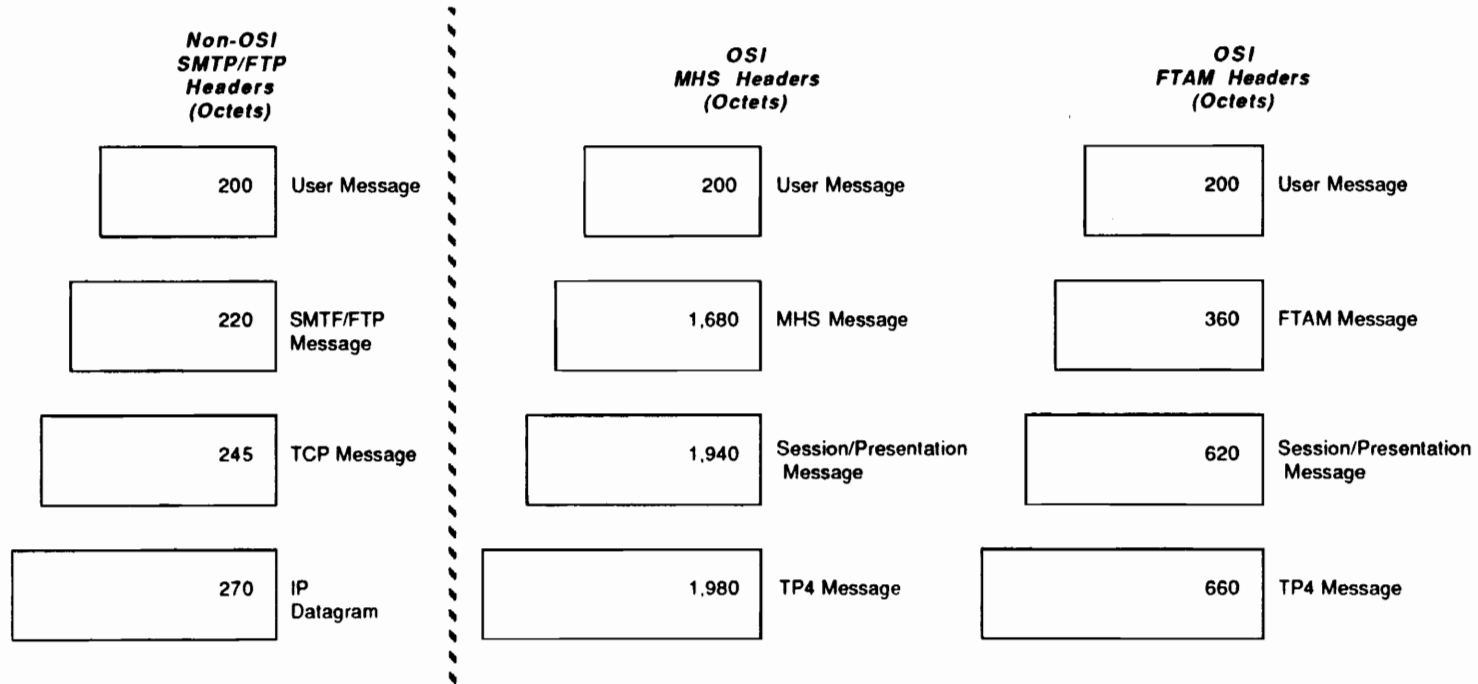 Non-OSI
SMTP/FTP
Headers
(Octets)
200
User Message
220
SMTF/FTP
Message
245
TCP Message
270
IP
Datagram
OSI
MHS Headers
(Octets)
200
User Message
1,680
MHS Message
1,940
Session/Presentation
Message
1,980
TP4 Message
OSI
FTAM Headers
(Octets)
200
User Message
360
FTAM Message
620
Session/Presentation
Message
660
TP4 Message